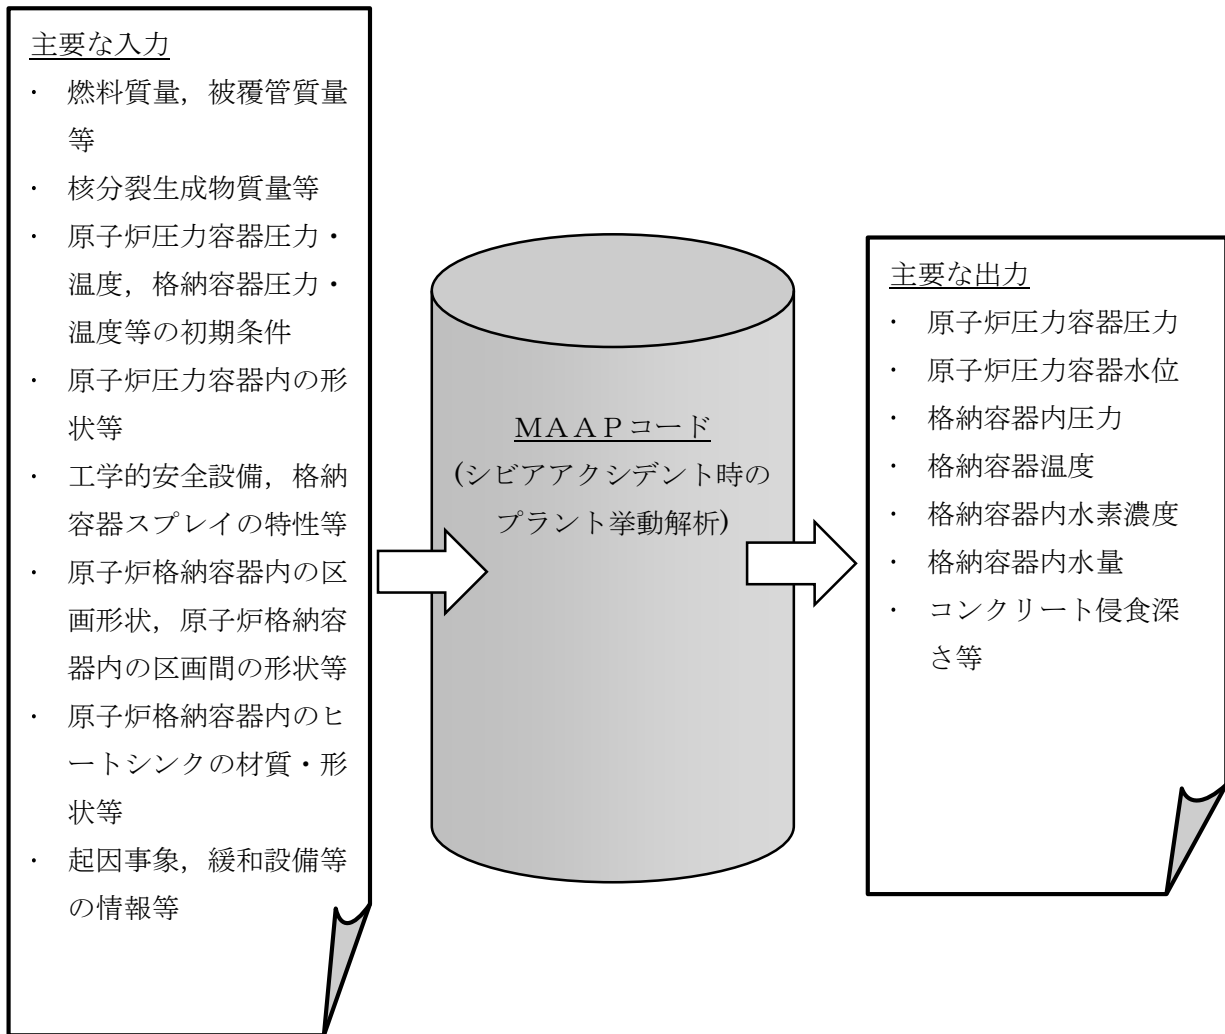 主要な入力
・ 燃料質量，被覆管質量
等
・ 核分裂生成物質量等
・ 原子炉圧力容器圧力・
温度，格納容器圧力・
温度等の初期条件
・ 原子炉圧力容器内の形
状等
・ 工学的安全設備，格納
容器スプレイの特性等
・ 原子炉格納容器内の区
画形状，原子炉格納容
器内の区画間の形状等
・ 原子炉格納容器内のヒ
ートシンクの材質・形
状等
・ 起因事象，緩和設備等
の情報等
ＭＡＡＰコード
(シビアアクシデント時の
プラント挙動解析)
主要な出力
・ 原子炉圧力容器圧力
・ 原子炉圧力容器水位
・ 格納容器内圧力
・ 格納容器温度
・ 格納容器内水素濃度
・ 格納容器内水量
・ コンクリート侵食深
さ等